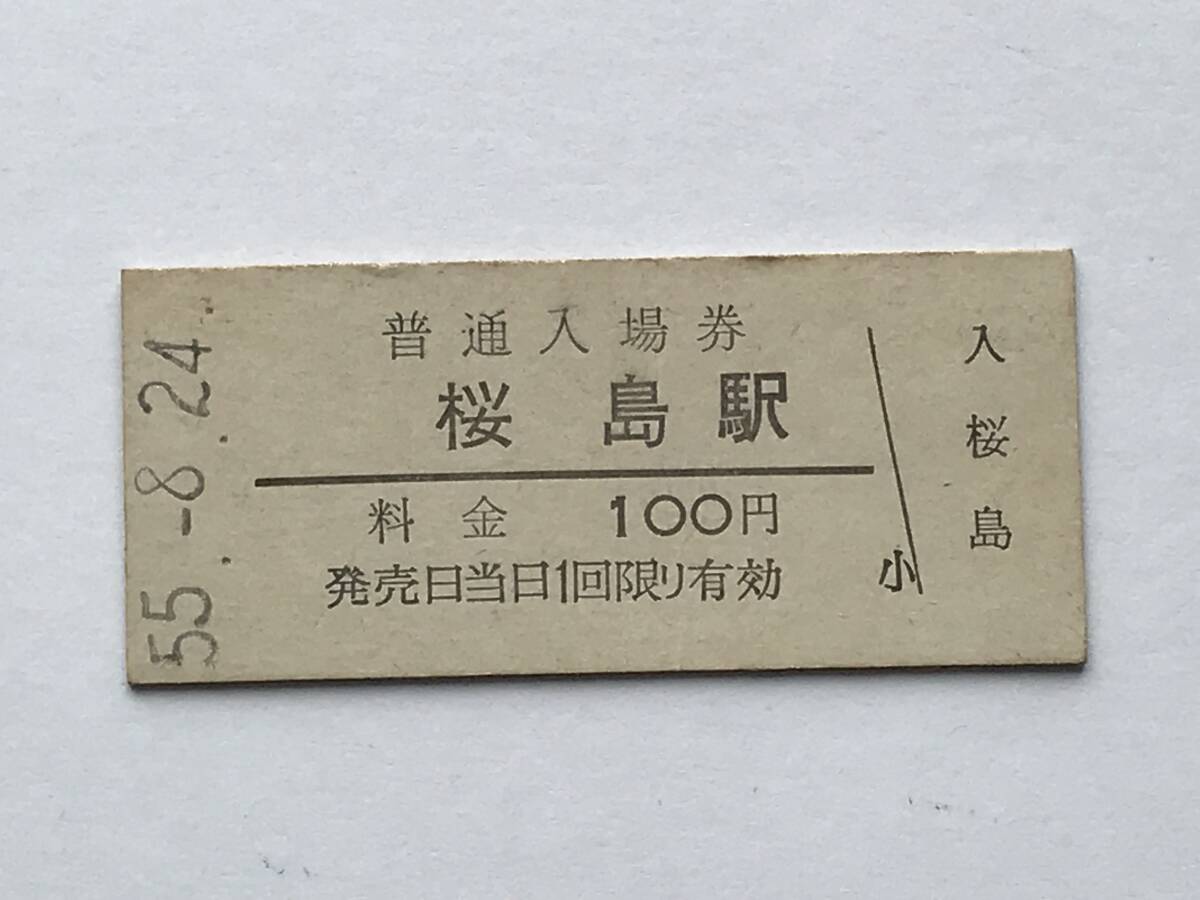 普通入場券
桜島駅
料金 100円
発売日当日1回限り有効
小
入桜島
55.-8.24